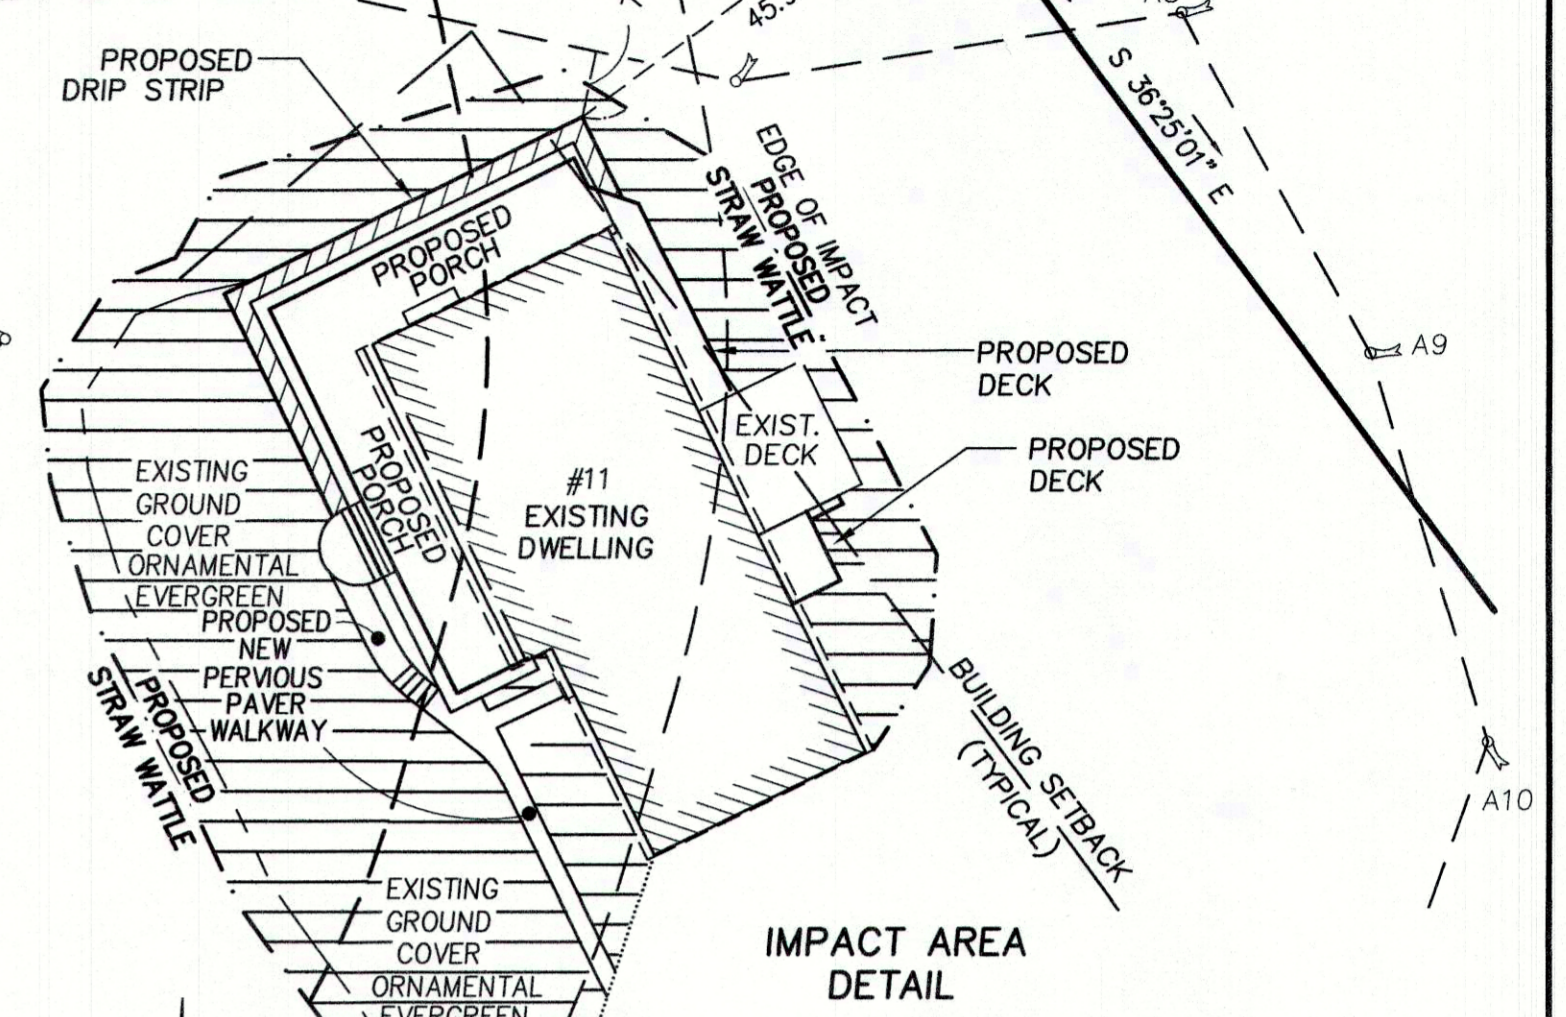 45.
S 36°25'01" E
PROPOSED
DRIP STRIP
EDGE OF IMPACT
PROPOSED
STRAW WATTLE
PROPOSED
PORCH
PROPOSED
DECK
A9
EXIST.
DECK
PROPOSED
DECK
PROPOSED
PORCH
#11
EXISTING
DWELLING
EXISTING
GROUND
COVER
ORNAMENTAL
EVERGREEN
PROPOSED
NEW
PERVIOUS
PAVER
WALKWAY
PROPOSED
STRAW WATTLE
BUILDING SETBACK
(TYPICAL)
A10
EXISTING
GROUND
COVER
ORNAMENTAL
EVERGREEN
IMPACT AREA
DETAIL